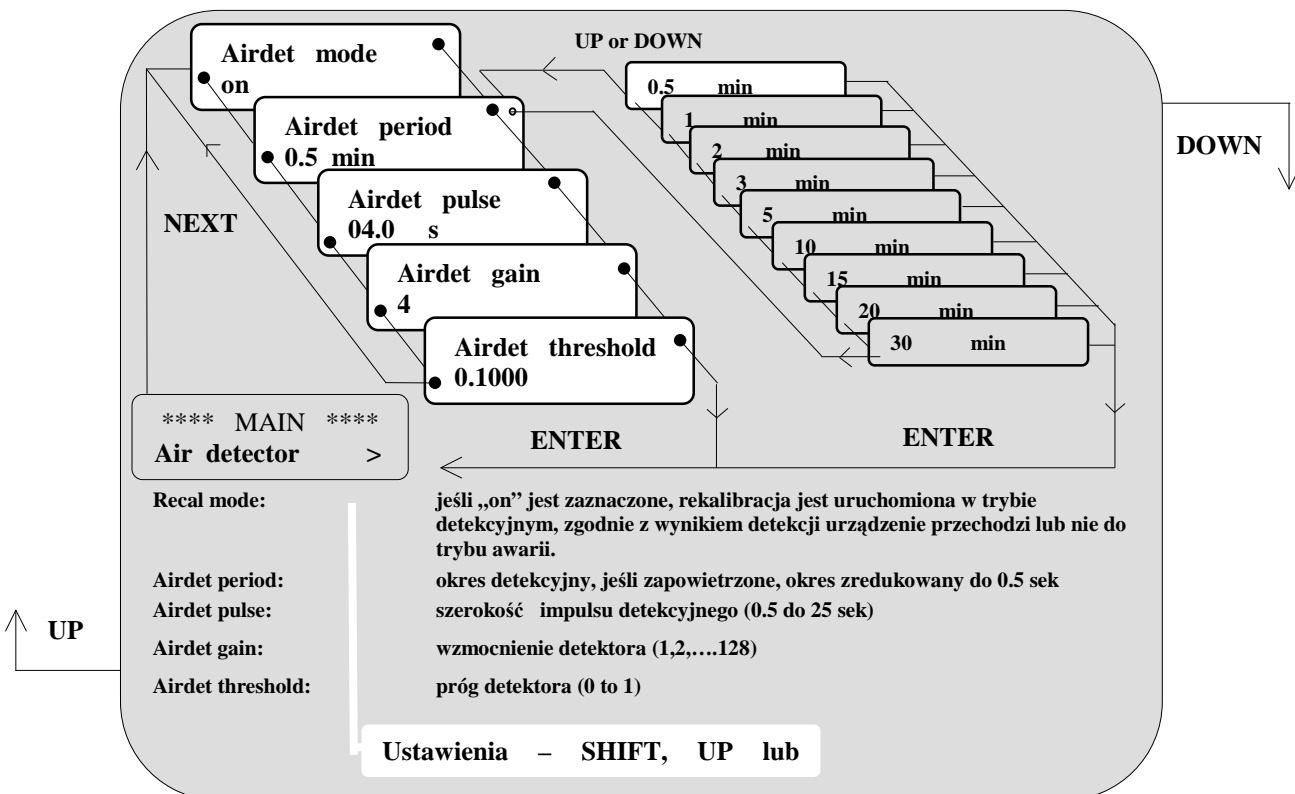 Airdet mode
on
UP or DOWN
Airdet period
0.5 min
Airdet pulse
04.0 s
Airdet gain
4
Airdet threshold
0.1000
0.5 min
1 min
2 min
3 min
5 min
10 min
15 min
20 min
30 min
DOWN
NEXT
**** MAIN ****
Air detector >
ENTER
ENTER
Recal mode: jeśli „on” jest zaznaczone, rekalibracja jest uruchomiona w trybie
detekcyjnym, zgodnie z wynikiem detekcji urządzenie przechodzi lub nie do
trybu awarii.
Airdet period: okres detekcyjny, jeśli zapowietrzone, okres zredukowany do 0.5 sek
Airdet pulse: szerokość impulsu detekcyjnego (0.5 do 25 sek)
UP
Airdet gain: wzmocnienie detektora (1,2,….128)
Airdet threshold: próg detektora (0 to 1)
Ustawienia – SHIFT, UP lub